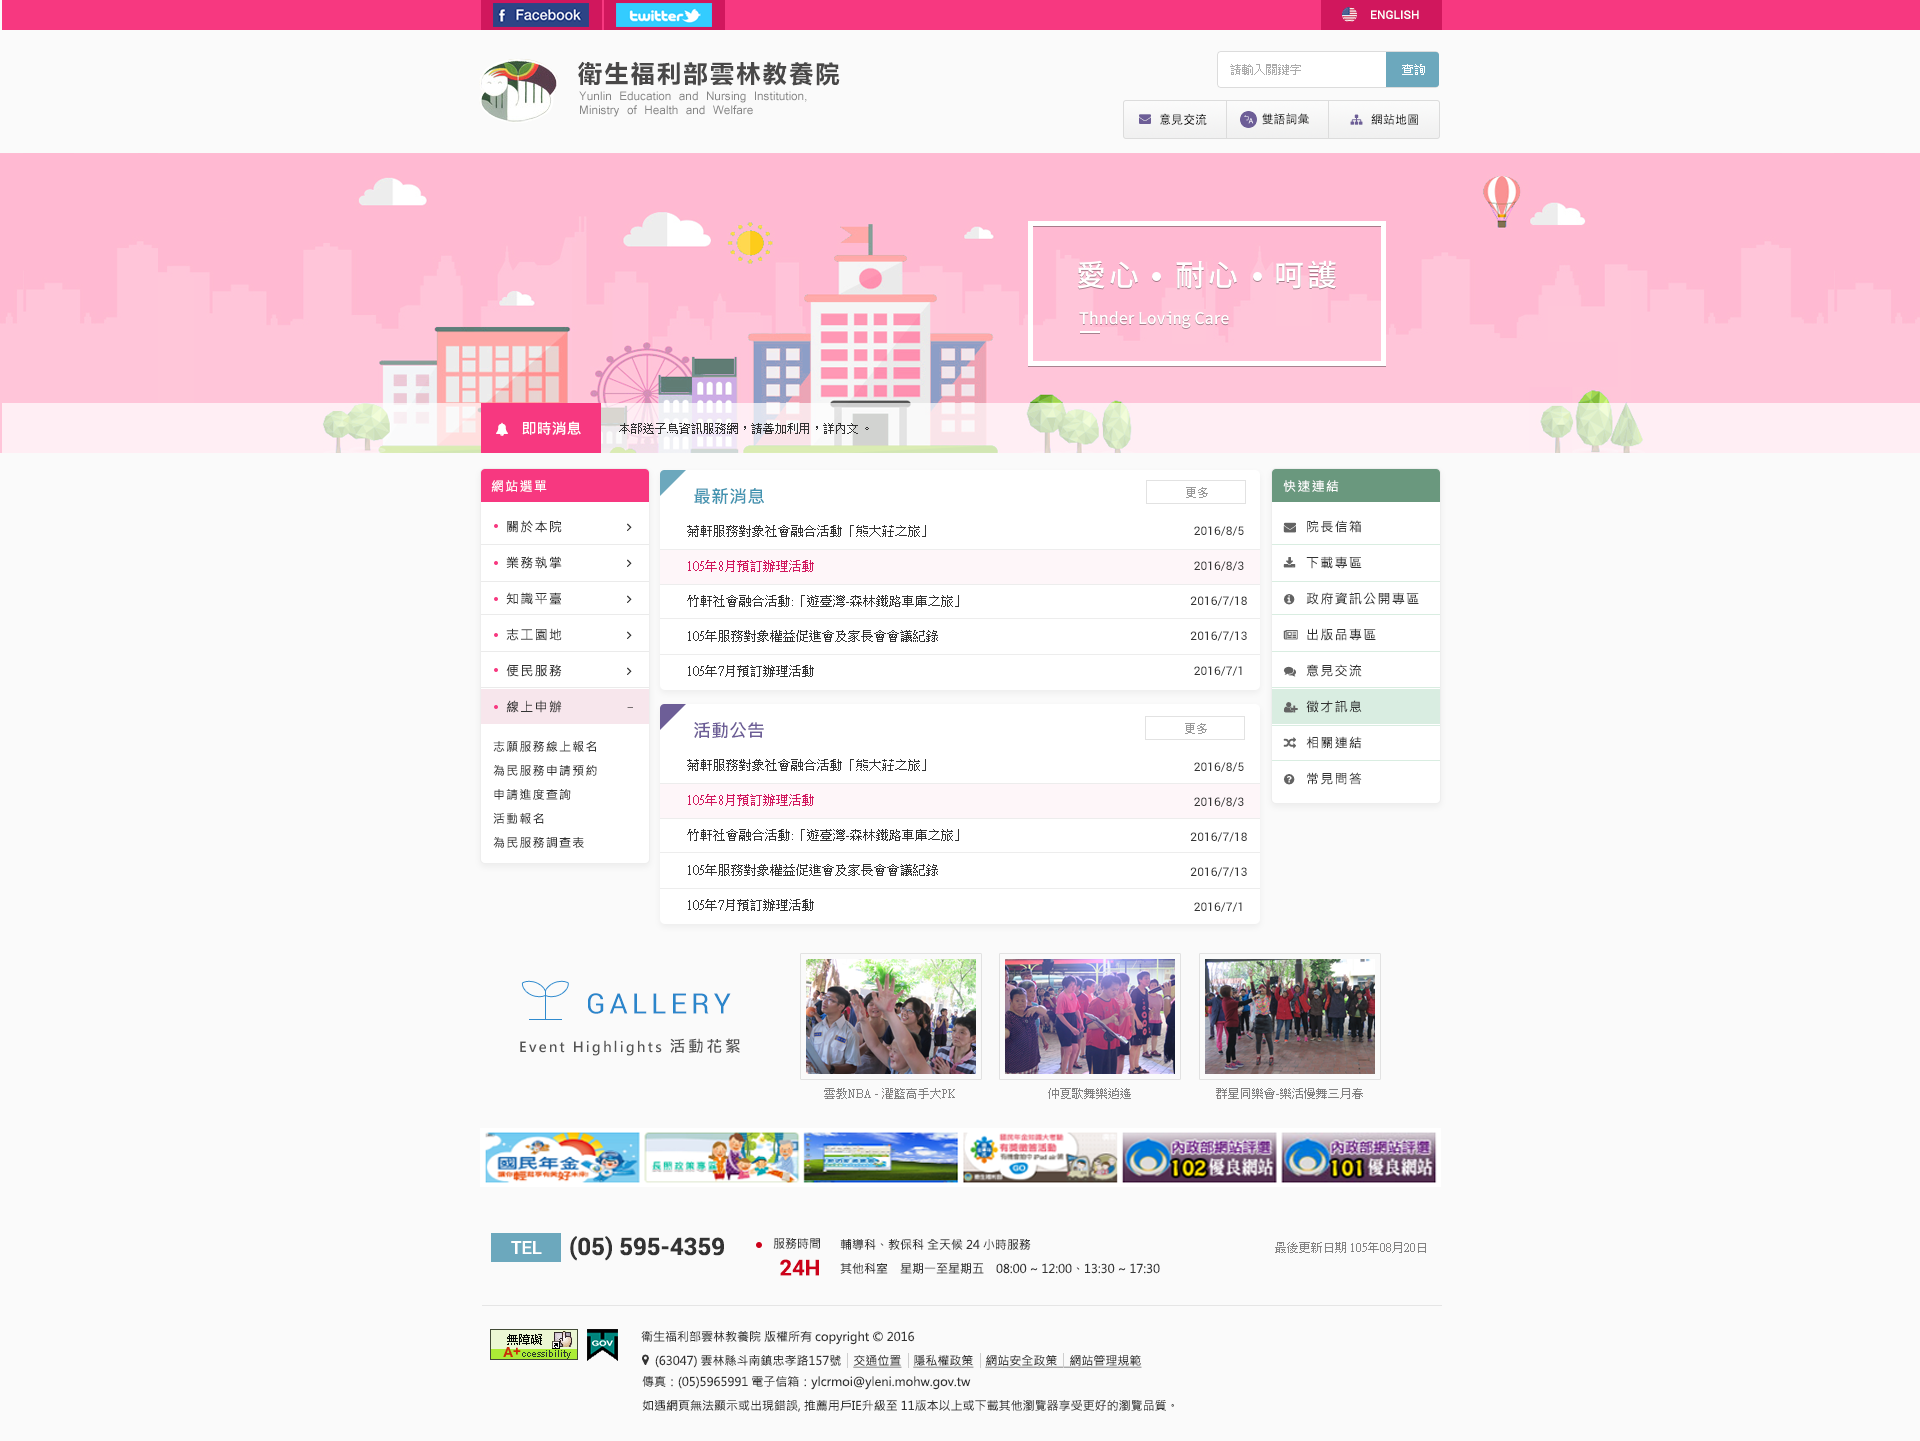 Facebook
twitter
ENGLISH
衛生福利部雲林教養院
Yunlin Education and Nursing Institution,
Ministry of Health and Welfare
請輸入關鍵字
查詢
意見交流
雙語詞彙
網站地圖
愛心•耐心•呵護
Thnder Loving Care
即時消息
本部送子鳥資訊服務網，請善加利用，詳內文。
網站選單
關於本院
業務執掌
知識平臺
志工園地
便民服務
線上申辦
志願服務線上報名
為民服務申請預約
申請進度查詢
活動報名
為民服務調查表
最新消息
更多
菊軒服務對象社會融合活動「熊大莊之旅」 2016/8/5
105年8月預訂辦理活動 2016/8/3
竹軒社會融合活動:「遊臺灣-森林鐵路車庫之旅」 2016/7/18
105年服務對象權益促進會及家長會會議紀錄 2016/7/13
105年7月預訂辦理活動 2016/7/1
活動公告
更多
菊軒服務對象社會融合活動「熊大莊之旅」 2016/8/5
105年8月預訂辦理活動 2016/8/3
竹軒社會融合活動:「遊臺灣-森林鐵路車庫之旅」 2016/7/18
105年服務對象權益促進會及家長會會議紀錄 2016/7/13
105年7月預訂辦理活動 2016/7/1
快速連結
院長信箱
下載專區
政府資訊公開專區
出版品專區
意見交流
徵才訊息
相關連結
常見問答
GALLERY
Event Highlights 活動花絮
雲教NBA - 灌籃高手大PK
仲夏歌舞樂逍遙
群星同樂會-樂活慢舞三月春
國民年金
長照政策專區
有獎徵答活動
GO
內政部網站評選
102優良網站
內政部網站評選
101優良網站
TEL (05) 595-4359
服務時間
24H
輔導科、教保科 全天候 24 小時服務
其他科室 星期一至星期五 08:00 ~ 12:00、13:30 ~ 17:30
最後更新日期 105年08月20日
無障礙
A+ccessibility
GOV
衛生福利部雲林教養院 版權所有 copyright © 2016
(63047) 雲林縣斗南鎮忠孝路157號 | 交通位置 | 隱私權政策 | 網站安全政策 | 網站管理規範
傳真：(05)5965991 電子信箱：ylcrmoi@yleni.mohw.gov.tw
如遇網頁無法顯示或出現錯誤, 推薦用戶IE升級至 11版本以上或下載其他瀏覽器享受更好的瀏覽品質。